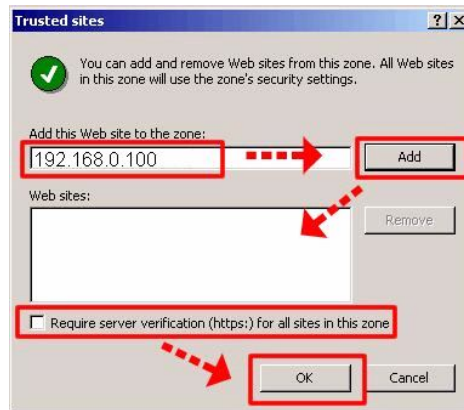 Trusted sites
You can add and remove Web sites from this zone. All Web sites
in this zone will use the zone's security settings.
Add this Web site to the zone:
192.168.0.100
Add
Web sites:
Remove
Require server verification (https:) for all sites in this zone
OK
Cancel